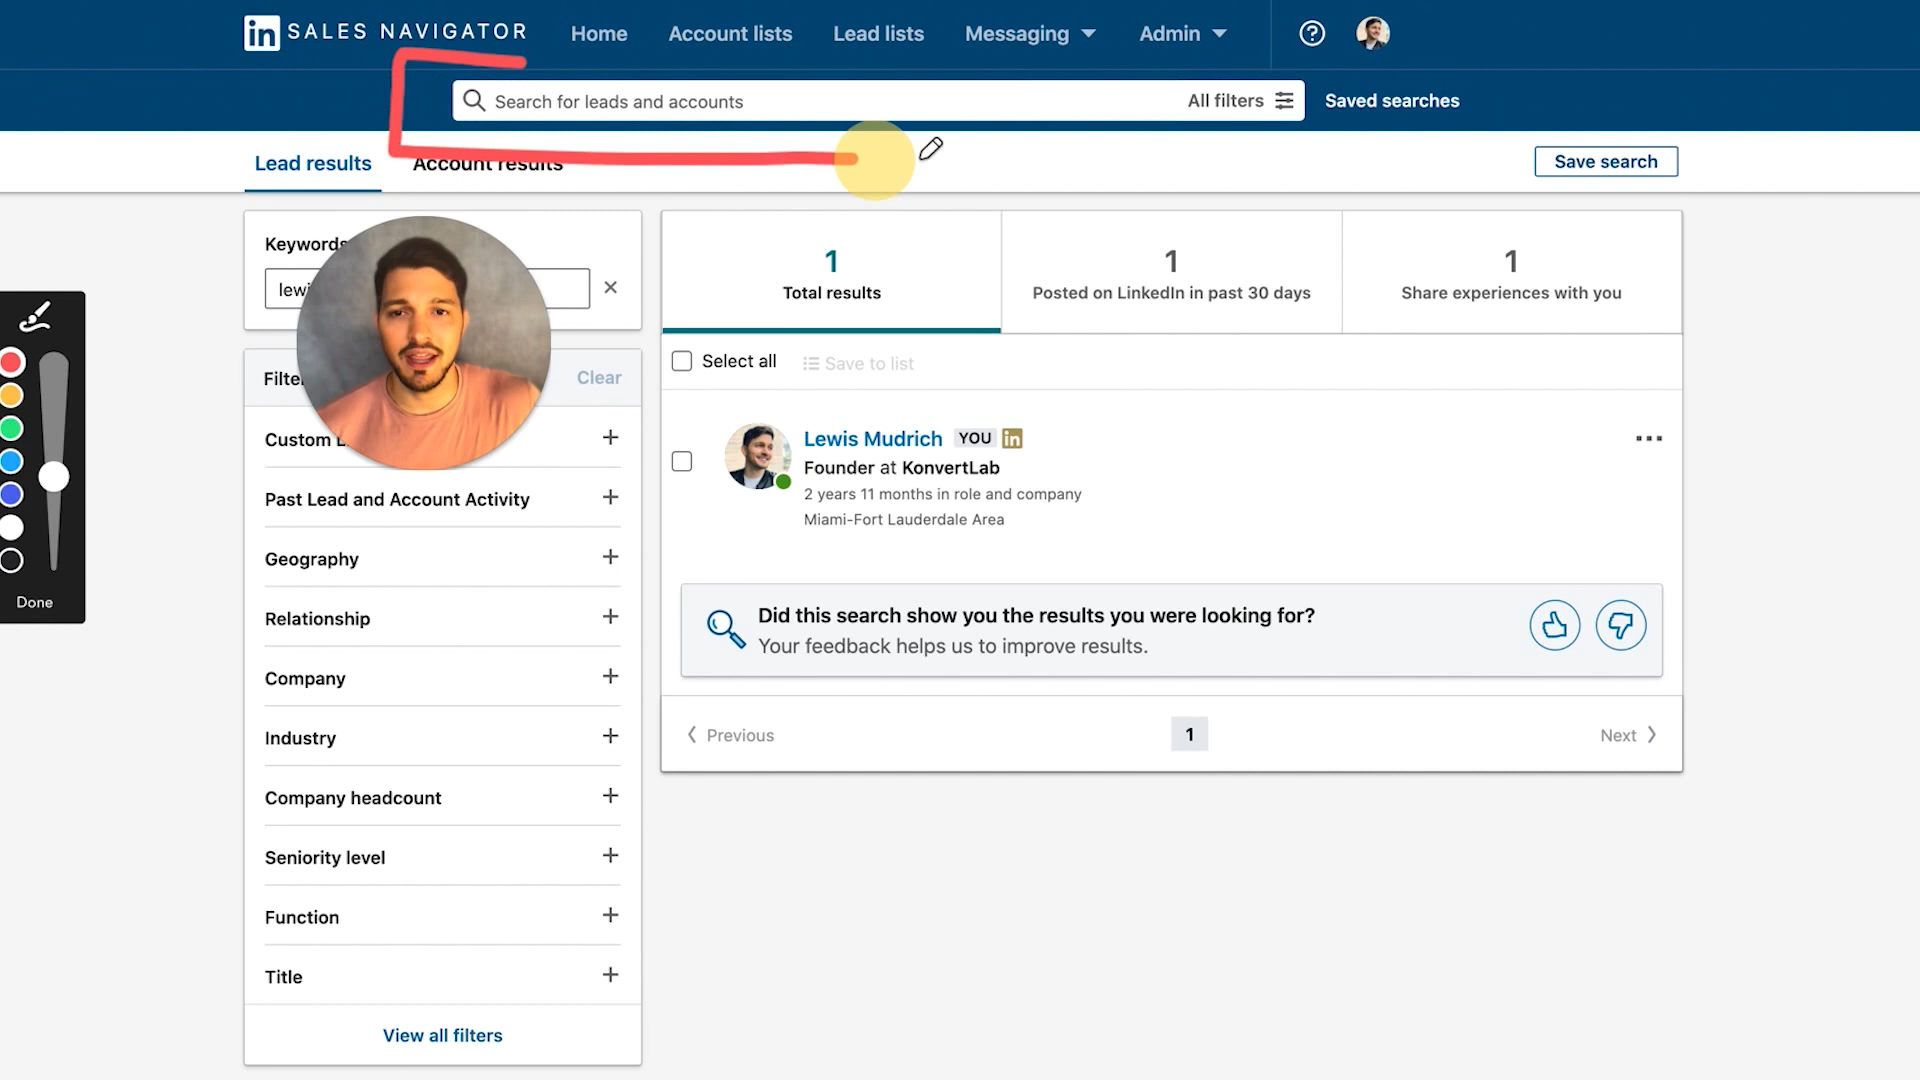 in SALES NAVIGATOR
Home
Account lists
Lead lists
Messaging
Admin
Search for leads and accounts
All filters
Saved searches
Lead results
Account results
Save search
Keywords
lewi
Clear
Custom
Past Lead and Account Activity
Geography
Relationship
Company
Industry
Company headcount
Seniority level
Function
Title
View all filters
1
Total results
1
Posted on LinkedIn in past 30 days
1
Share experiences with you
Select all
Save to list
Lewis Mudrich YOU in
Founder at KonvertLab
2 years 11 months in role and company
Miami-Fort Lauderdale Area
Did this search show you the results you were looking for?
Your feedback helps us to improve results.
Previous
1
Next
Done